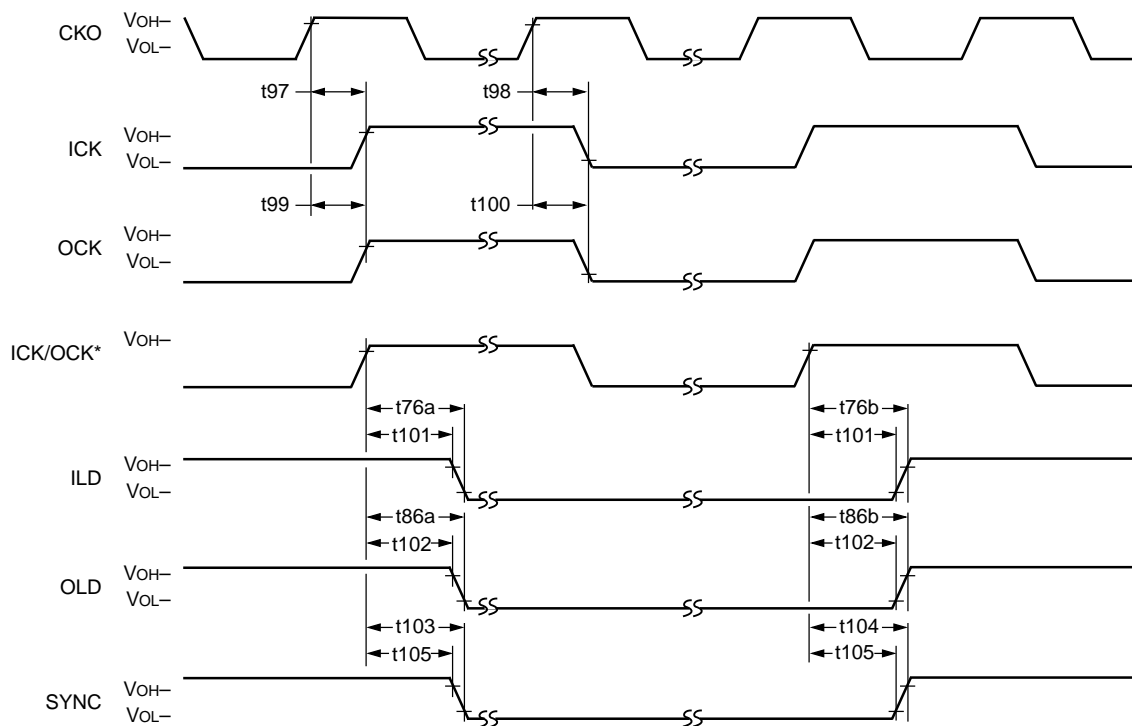 CKO VOH–
VOL–
t97 t98
ICK VOH–
VOL–
t99 t100
OCK VOH–
VOL–
ICK/OCK* VOH–
t76a t76b
t101 t101
ILD VOH–
VOL–
t86a t86b
t102 t102
OLD VOH–
VOL–
t103 t104
t105 t105
SYNC VOH–
VOL–